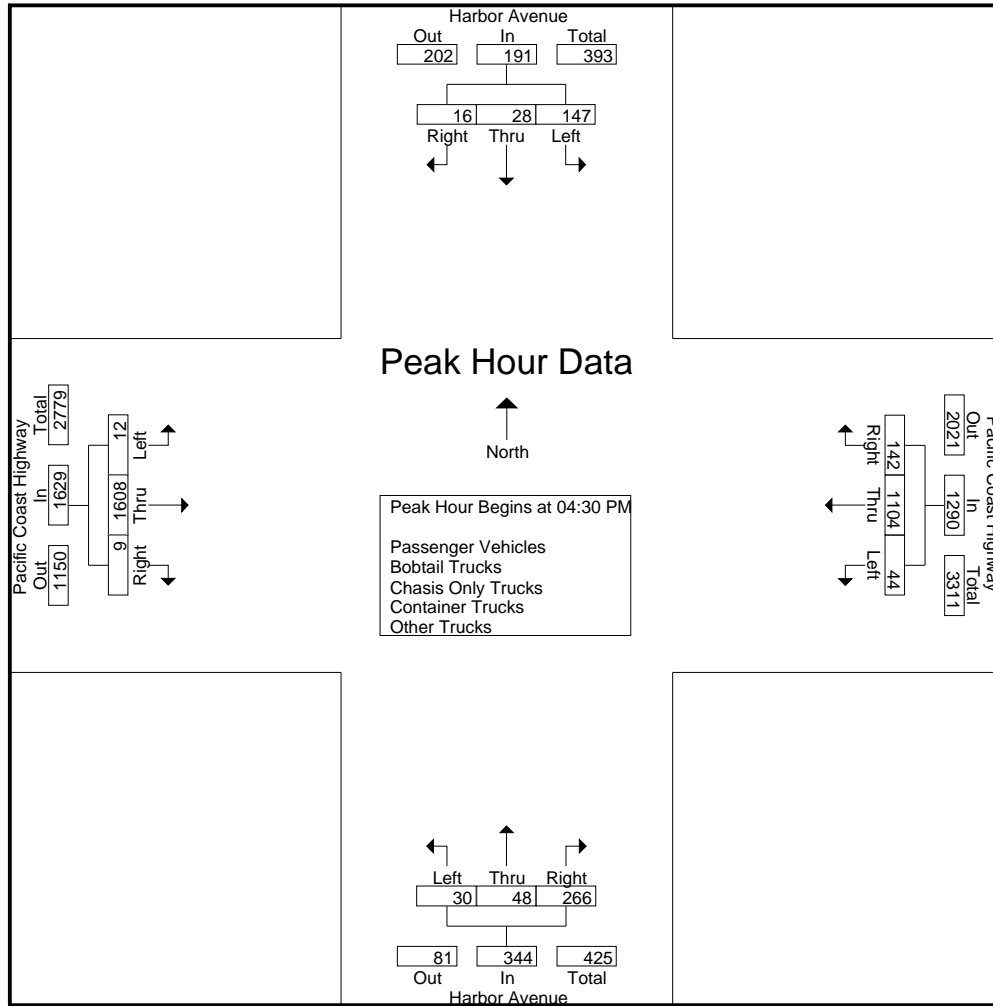 Harbor Avenue
Out In Total
202 191 393
16 28 147
Right Thru Left
Peak Hour Data
North
Peak Hour Begins at 04:30 PM
Passenger Vehicles
Bobtail Trucks
Chasis Only Trucks
Container Trucks
Other Trucks
Pacific Coast Highway
Out In Total
1150 1629 2779
9 1608 12
Right Thru Left
Right Thru Left
142 1104 44
2021 1290 3311
Out In Total
Pacific Coast Highway
Left Thru Right
30 48 266
81 344 425
Out In Total
Harbor Avenue